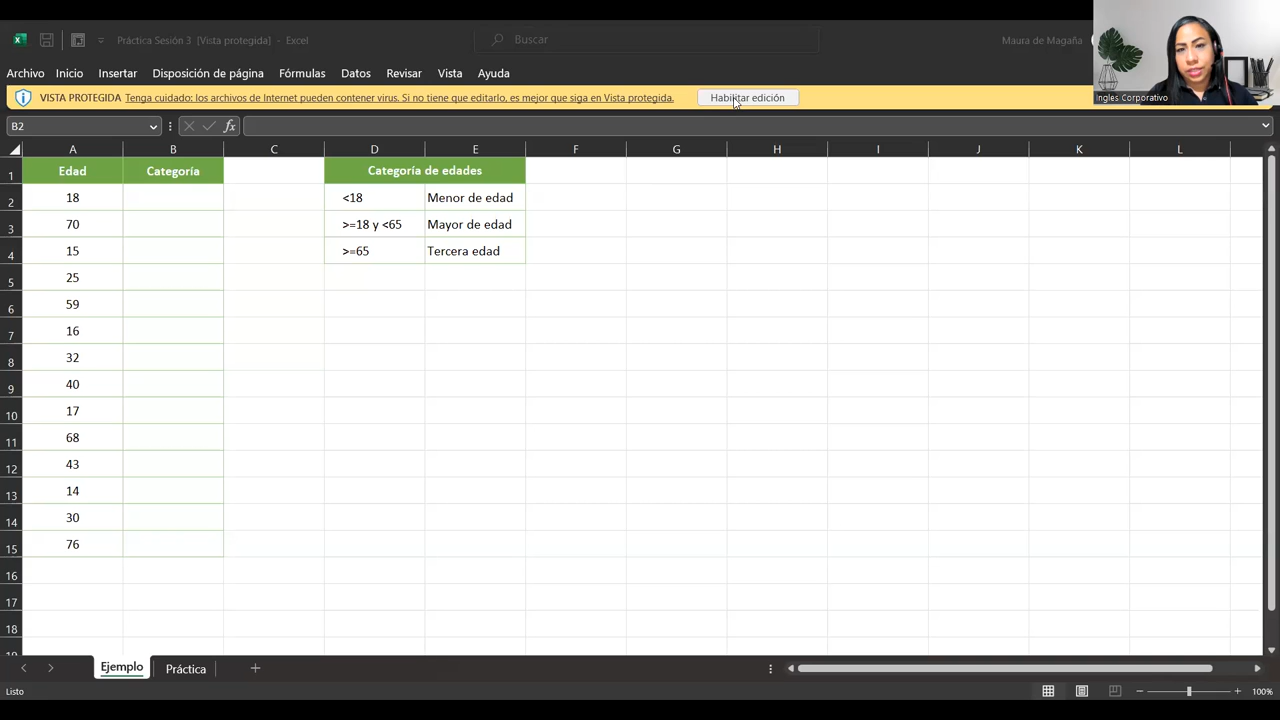 Práctica Sesión 3 [Vista protegida] - Excel
Buscar
Maura de Magaña
Ingles Corporativo
Archivo Inicio Insertar Disposición de página Fórmulas Datos Revisar Vista Ayuda
VISTA PROTEGIDA Tenga cuidado: los archivos de Internet pueden contener virus. Si no tiene que editarlo, es mejor que siga en Vista protegida. Habilitar edición
B2 fx
A B C D E F G H I J K L
1 Edad Categoría Categoría de edades
2 18 <18 Menor de edad
3 70 >=18 y <65 Mayor de edad
4 15 >=65 Tercera edad
5 25
6 59
7 16
8 32
9 40
10 17
11 68
12 43
13 14
14 30
15 76
16
17
18
19
Ejemplo Práctica
Listo 100%